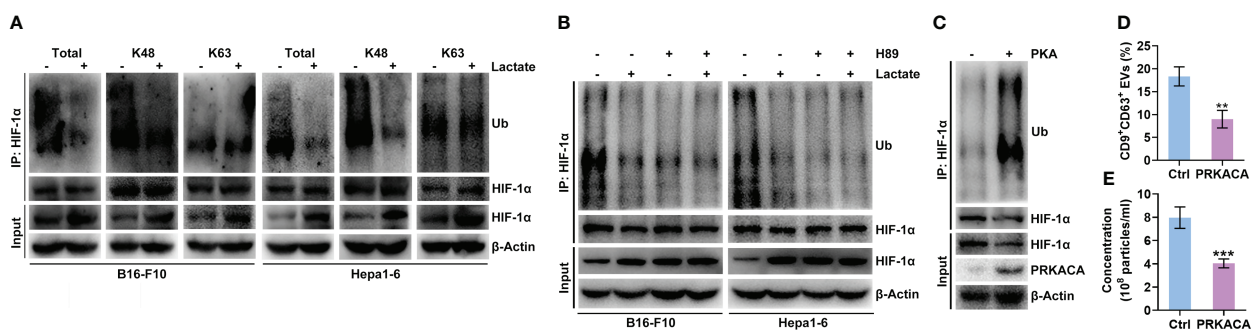 A
Total K48 K63 Total K48 K63
- + - + - + - + - + - + Lactate
IP: HIF-1α
Ub
HIF-1α
Input
HIF-1α
β-Actin
B16-F10 Hepa1-6
B
- - + + - - + + H89
- + - + - + - + Lactate
IP: HIF-1α
Ub
HIF-1α
Input
HIF-1α
β-Actin
B16-F10 Hepa1-6
C
- + PKA
IP: HIF-1α
Ub
HIF-1α
Input
HIF-1α
PRKACA
β-Actin
D
CD9⁺CD63⁺ EVs (%)
25
20
15
10
5
0
**
Ctrl PRKACA
E
Concentration
(10⁸ particles/ml)
10
8
6
4
2
0
***
Ctrl PRKACA